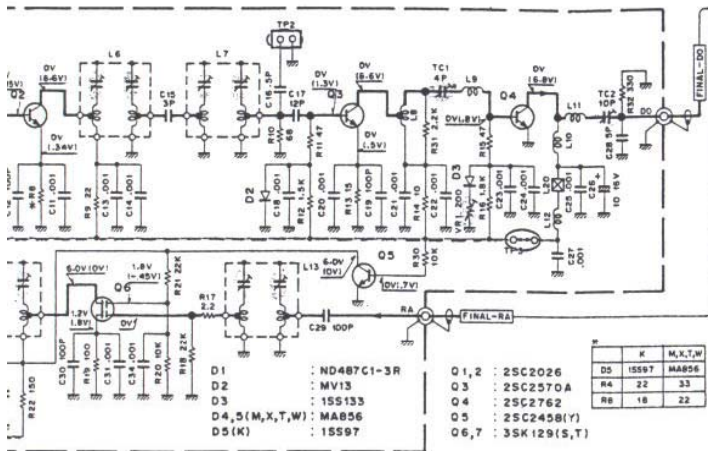 TP2
L6
L7
0V
(6.6V)
0V
(1.3V)
0V
(6.6V)
TC1
4P
L9
0V
(6.8V)
Q2
C15
3P
C16 5P
C17
12P
Q3
Q4
L11
TC2
10P
R32 330
DO
FINAL-DO
0V
(.34V)
R10
68
R11 47
0V
(.5V)
L8
R31 2.2K
0V(.8V)
R15 47
L10
C28 5P
R8
C11 .001
R9 22
C13 .001
C14 .001
D2
C18 .001
R12 1.5K
C20 .001
R13 15
C19 100P
C21 .001
R14 10
C22 .001
D3
VR1 200
R16 1.8K
C23 .001
C24 .001
L20
L12
C25 .001
C26
10 16V
TP3
C27
.001
6.0V(0V)
1.8V
(-.45V)
Q6
R21 22K
L13
6.0V
(0V)
Q5
R30
10K
0V(.7V)
1.2V
(.8V)
0V
R17
2.2
C29 100P
RA
FINAL-RA
C30 100P
R19 100
C31 .001
C34 .001
R20 10K
R18 22K
R22 150
D1 : ND487C1-3R
D2 : MV13
D3 : 1SS133
D4,5(M,X,T,W) : MA856
D5(K) : 1SS97
Q1,2 : 2SC2026
Q3 : 2SC2570A
Q4 : 2SC2762
Q5 : 2SC2458(Y)
Q6,7 : 3SK129(S,T)
K M,X,T,W
D5 1SS97 MA856
R4 22 33
R8 18 22